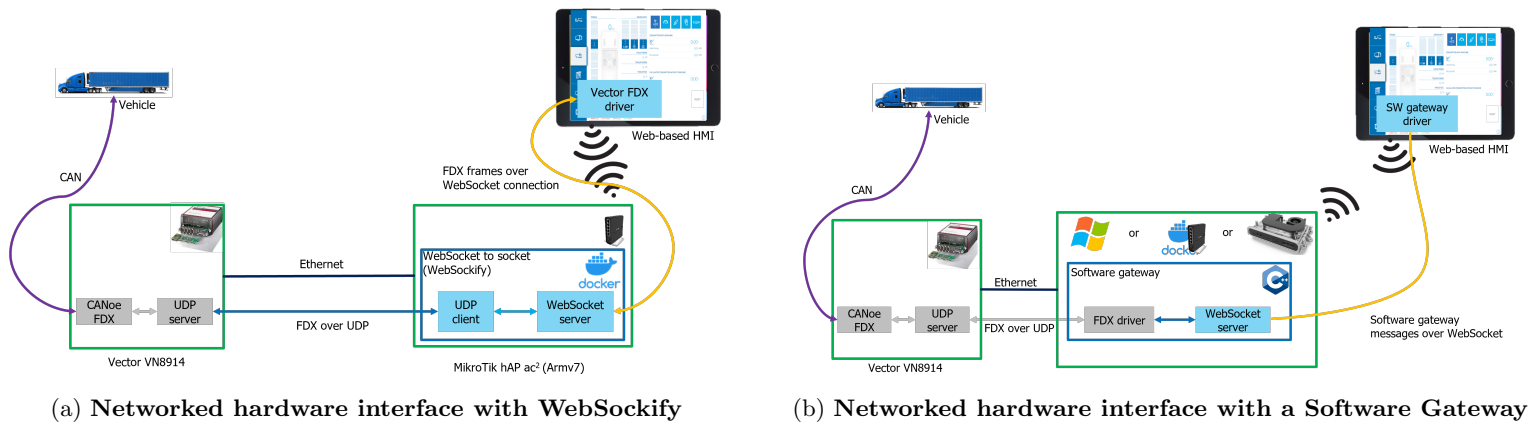 Vector FDX
driver
Web-based HMI
Vehicle
CAN
FDX frames over
WebSocket connection
Ethernet
WebSocket to socket
(WebSockify)
docker
CANoe
FDX
UDP
server
UDP
client
WebSocket
server
FDX over UDP
Vector VN8914
MikroTik hAP ac² (Armv7)
(a) Networked hardware interface with WebSockify
SW gateway
driver
Web-based HMI
Vehicle
CAN
or
docker
or
Ethernet
Software gateway
CANoe
FDX
UDP
server
FDX driver
WebSocket
server
FDX over UDP
Software gateway
messages over WebSocket
Vector VN8914
(b) Networked hardware interface with a Software Gateway